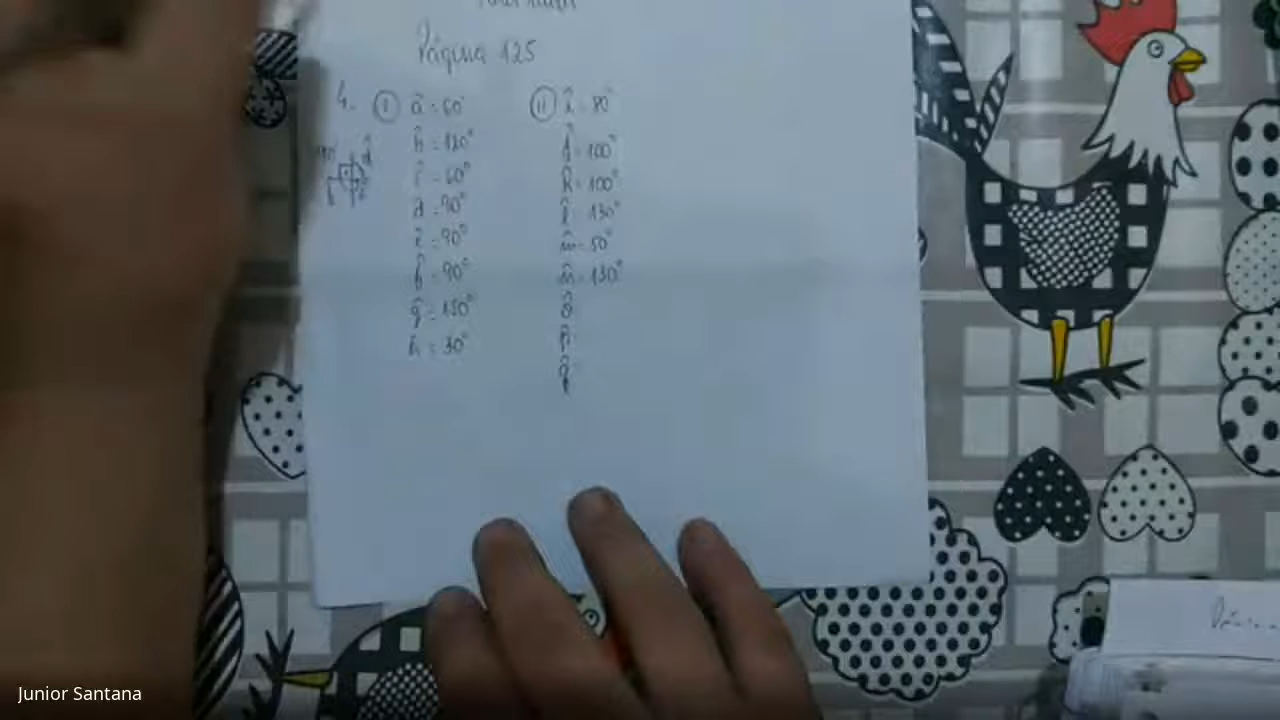 Página 125
4. I â = 60°
b̂ = 120°
ĉ = 60°
d̂ = 90°
ê = 90°
f̂ = 90°
ĝ = 150°
ĥ = 30°
II î = 80°
ĵ = 100°
k̂ = 100°
l̂ = 130°
m̂ = 50°
n̂ = 130°
ô
p̂
q̂
Junior Santana